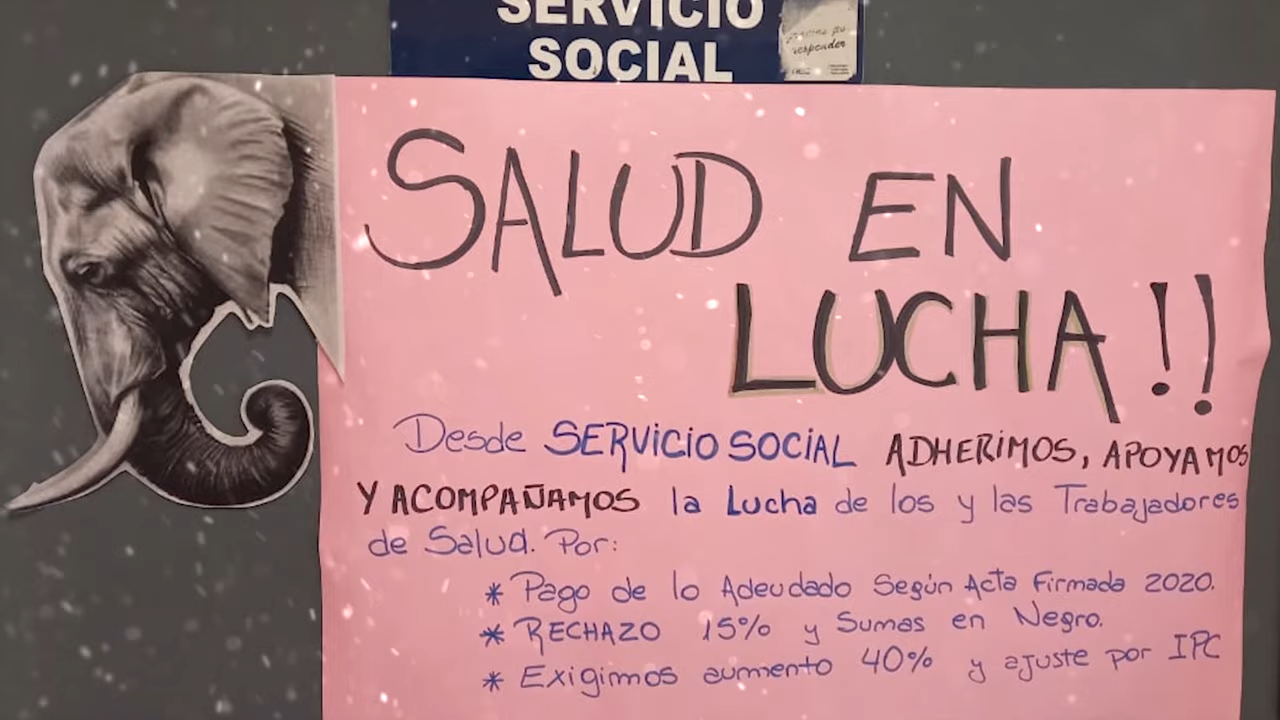 SERVICIO
SOCIAL
responder
SALUD EN
LUCHA!!
Desde SERVICIO SOCIAL ADHERIMOS, APOYAMOS
Y ACOMPAÑAMOS la Lucha de los y las Trabajadores
de Salud. Por:
* Pago de lo Adeudado Según Acta Firmada 2020.
* RECHAZO 15% y Sumas en Negro.
* Exigimos aumento 40% y ajuste por IPC